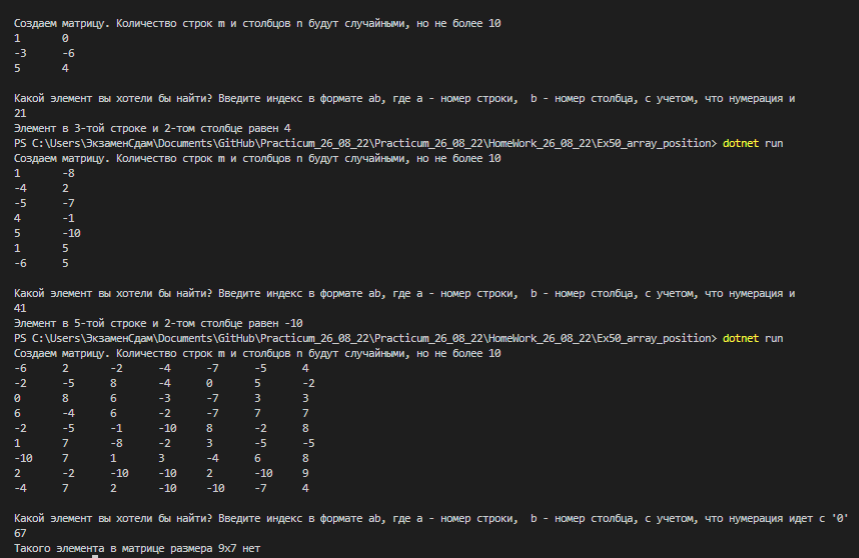 Создаем матрицу. Количество строк m и столбцов n будут случайными, но не более 10
1 0
-3 -6
5 4
Какой элемент вы хотели бы найти? Введите индекс в формате ab, где a - номер строки, b - номер столбца, с учетом, что нумерация и
21
Элемент в 3-той строке и 2-том столбце равен 4
PS C:\Users\ЭкзаменСдам\Documents\GitHub\Practicum_26_08_22\Practicum_26_08_22\HomeWork_26_08_22\Ex50_array_position> dotnet run
Создаем матрицу. Количество строк m и столбцов n будут случайными, но не более 10
1 -8
-4 2
-5 -7
4 -1
5 -10
1 5
-6 5
Какой элемент вы хотели бы найти? Введите индекс в формате ab, где a - номер строки, b - номер столбца, с учетом, что нумерация и
41
Элемент в 5-той строке и 2-том столбце равен -10
PS C:\Users\ЭкзаменСдам\Documents\GitHub\Practicum_26_08_22\Practicum_26_08_22\HomeWork_26_08_22\Ex50_array_position> dotnet run
Создаем матрицу. Количество строк m и столбцов n будут случайными, но не более 10
-6 2 -2 -4 -7 -5 4
-2 -5 8 -4 0 5 -2
0 8 6 -3 -7 3 3
6 -4 6 -2 -7 7 7
-2 -5 -1 -10 8 -2 8
1 7 -8 -2 3 -5 -5
-10 7 1 3 -4 6 8
2 -2 -10 -10 2 -10 9
-4 7 2 -10 -10 -7 4
Какой элемент вы хотели бы найти? Введите индекс в формате ab, где a - номер строки, b - номер столбца, с учетом, что нумерация идет с '0'
67
Такого элемента в матрице размера 9x7 нет